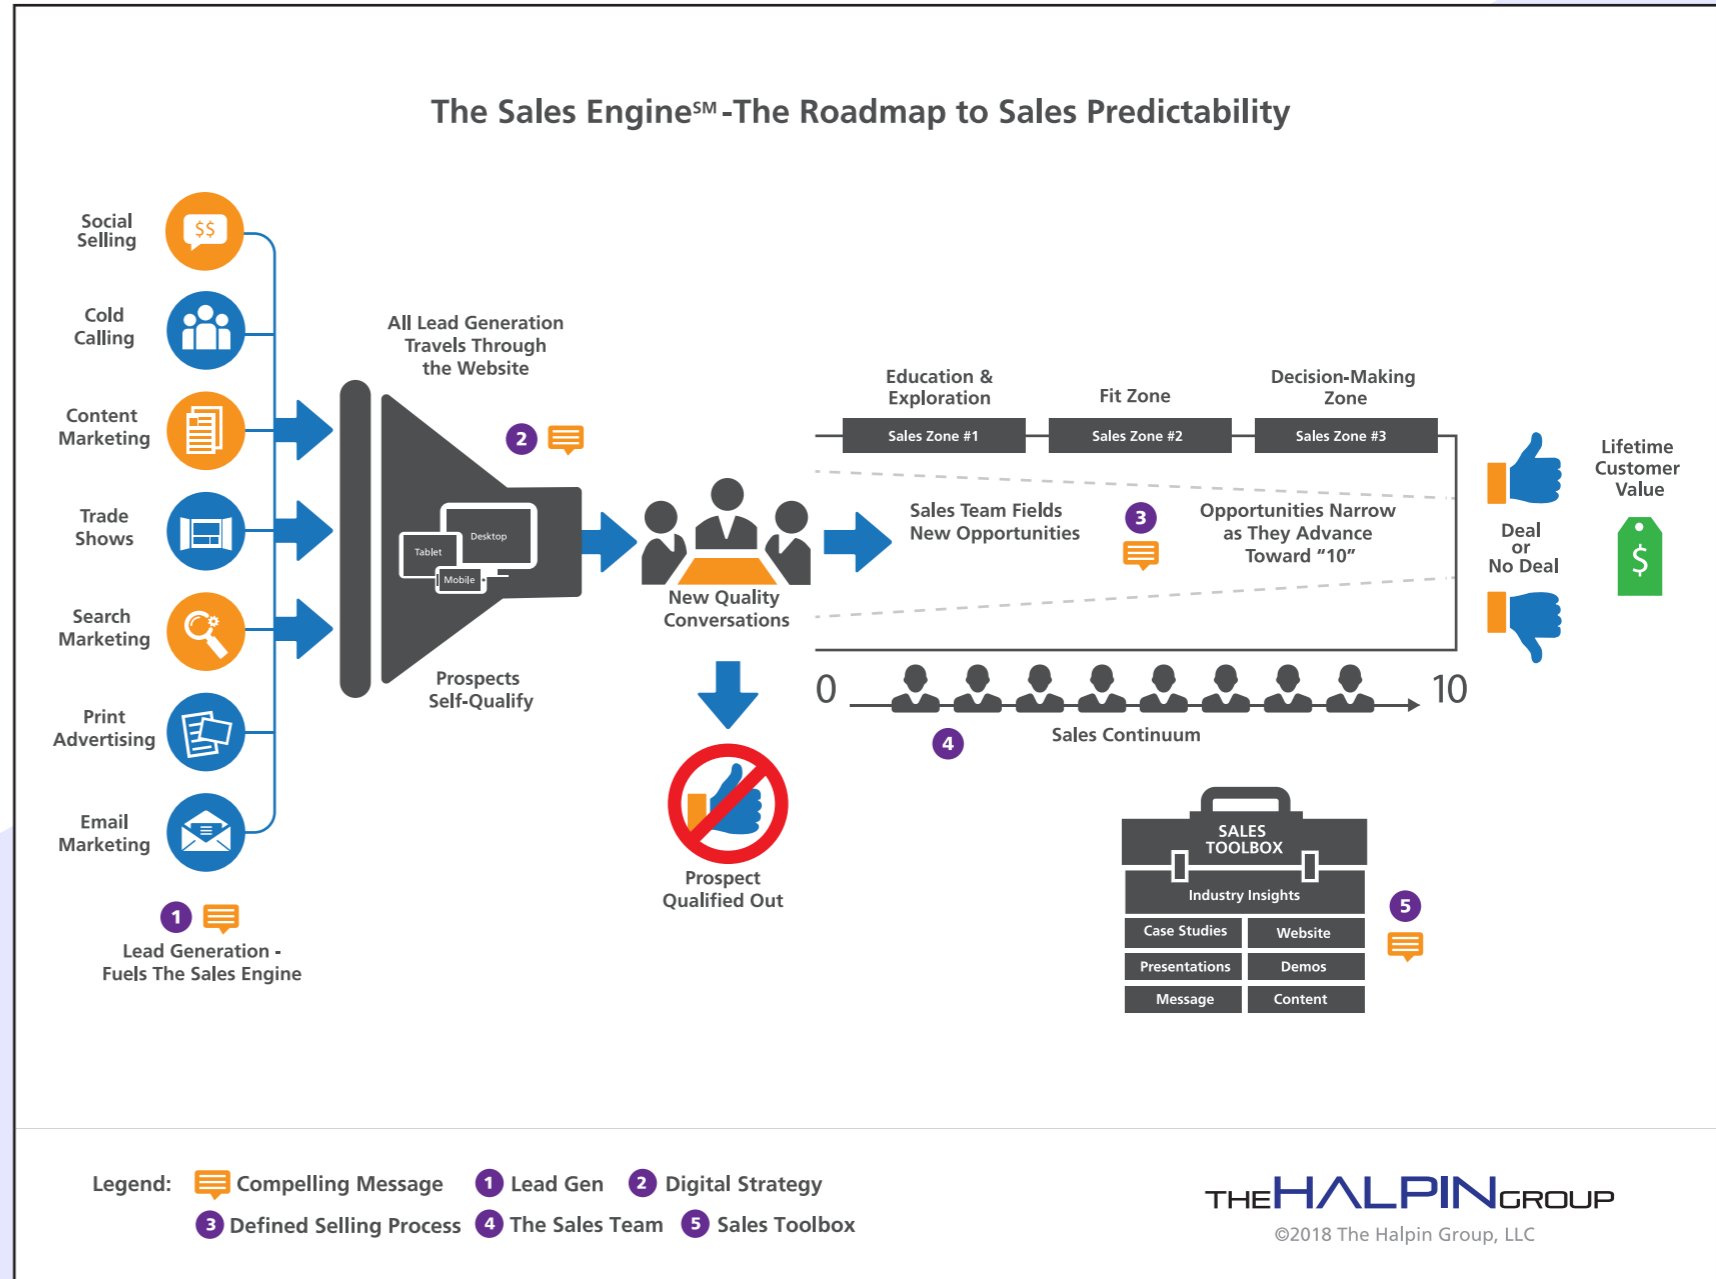 The Sales Engine℠-The Roadmap to Sales Predictability
Social
Selling
$$
Cold
Calling
Content
Marketing
Trade
Shows
Search
Marketing
Print
Advertising
Email
Marketing
1
Lead Generation -
Fuels The Sales Engine
All Lead Generation
Travels Through
the Website
2
Desktop
Tablet
Mobile
Prospects
Self-Qualify
New Quality
Conversations
Prospect
Qualified Out
Education &
Exploration
Fit Zone
Decision-Making
Zone
Sales Zone #1
Sales Zone #2
Sales Zone #3
Sales Team Fields
New Opportunities
3
Opportunities Narrow
as They Advance
Toward “10”
Deal
or
No Deal
Lifetime
Customer
Value
$
0
10
4
Sales Continuum
SALES
TOOLBOX
Industry Insights
Case Studies
Website
Presentations
Demos
Message
Content
5
Legend: Compelling Message 1 Lead Gen 2 Digital Strategy
3 Defined Selling Process 4 The Sales Team 5 Sales Toolbox
THE HALPIN GROUP
©2018 The Halpin Group, LLC